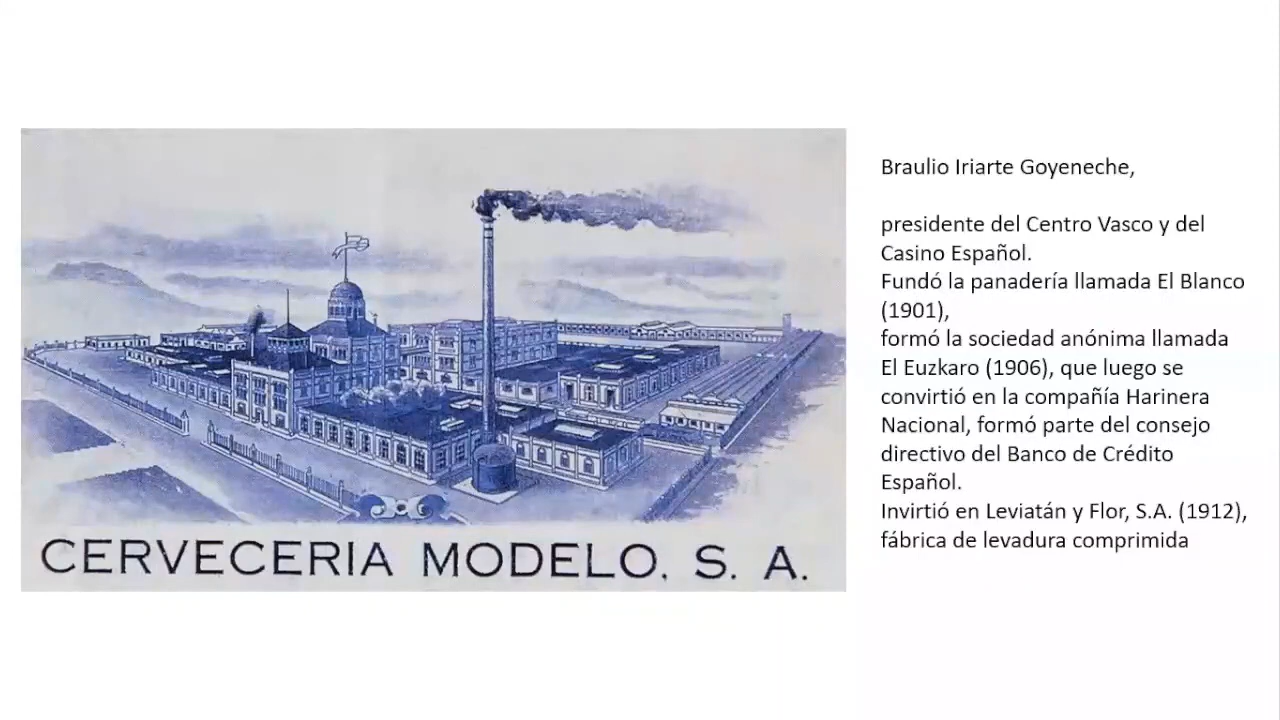 CERVECERIA MODELO, S. A.
Braulio Iriarte Goyeneche,
presidente del Centro Vasco y del
Casino Español.
Fundó la panadería llamada El Blanco
(1901),
formó la sociedad anónima llamada
El Euzkaro (1906), que luego se
convirtió en la compañía Harinera
Nacional, formó parte del consejo
directivo del Banco de Crédito
Español.
Invirtió en Leviatán y Flor, S.A. (1912),
fábrica de levadura comprimida